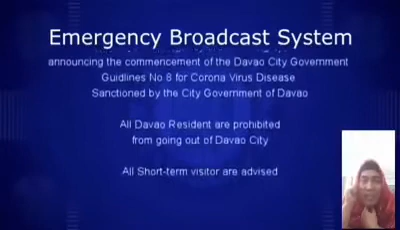 Emergency Broadcast System
announcing the commencement of the Davao City Government
Guidlines No 8 for Corona Virus Disease
Sanctioned by the City Government of Davao
All Davao Resident are prohibited
from going out of Davao City
All Short-term visitor are advised